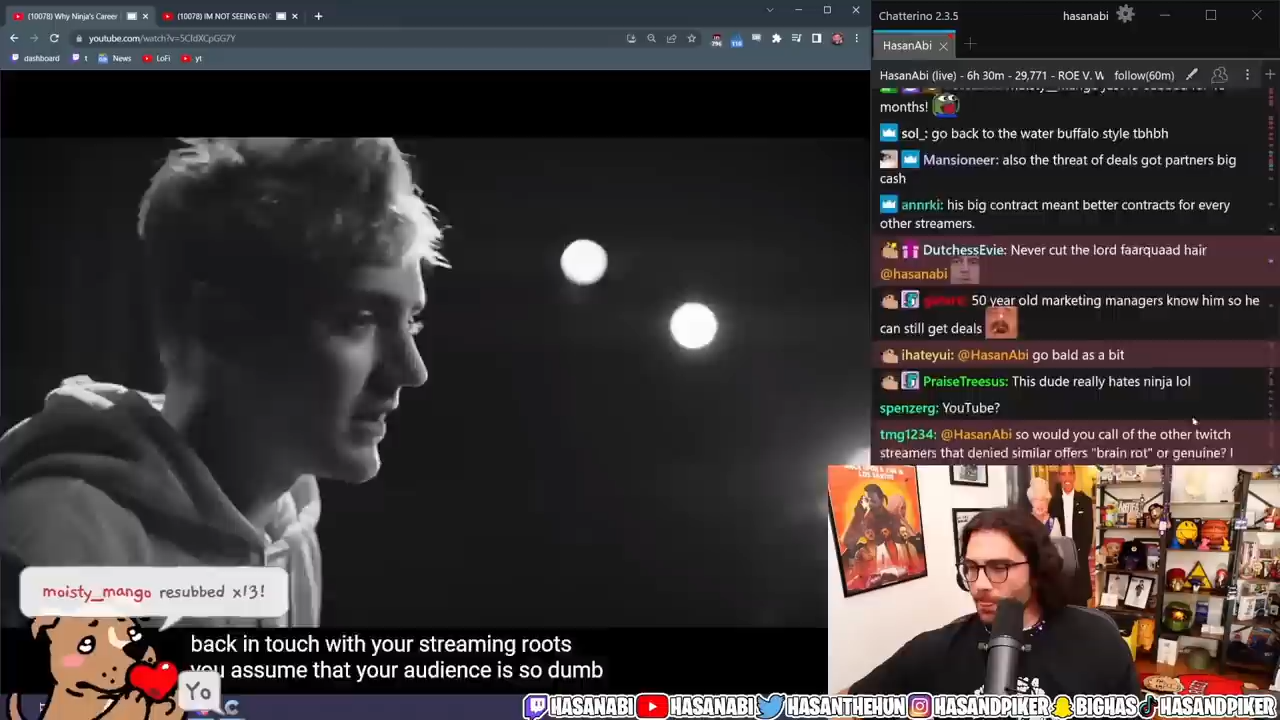 (10078) Why Ninja's Career
(10078) IM NOT SEEING EN
youtube.com/watch?v=5CIdXCpGG7Y
dashboard
t
News
LoFi
yt
Chatterino 2.3.5
hasanabi
HasanAbi
HasanAbi (live) - 6h 30m - 29,771 - ROE V. W
follow(60m)
months!
sol_: go back to the water buffalo style tbhbh
Mansioneer: also the threat of deals got partners big
cash
annrki: his big contract meant better contracts for every
other streamers.
DutchessEvie: Never cut the lord faarquaad hair
@hasanabi
50 year old marketing managers know him so he
can still get deals
ihateyui: @HasanAbi go bald as a bit
PraiseTreesus: This dude really hates ninja lol
spenzerg: YouTube?
tmg1234: @HasanAbi so would you call of the other twitch
streamers that denied similar offers "brain rot" or genuine? I
moisty_mango resubbed x13!
back in touch with your streaming roots
you assume that your audience is so dumb
Yo
HASANABI
HASANABI
HASANTHEHUN
HASANDPIKER
BIGHAS
HASANDPIKER